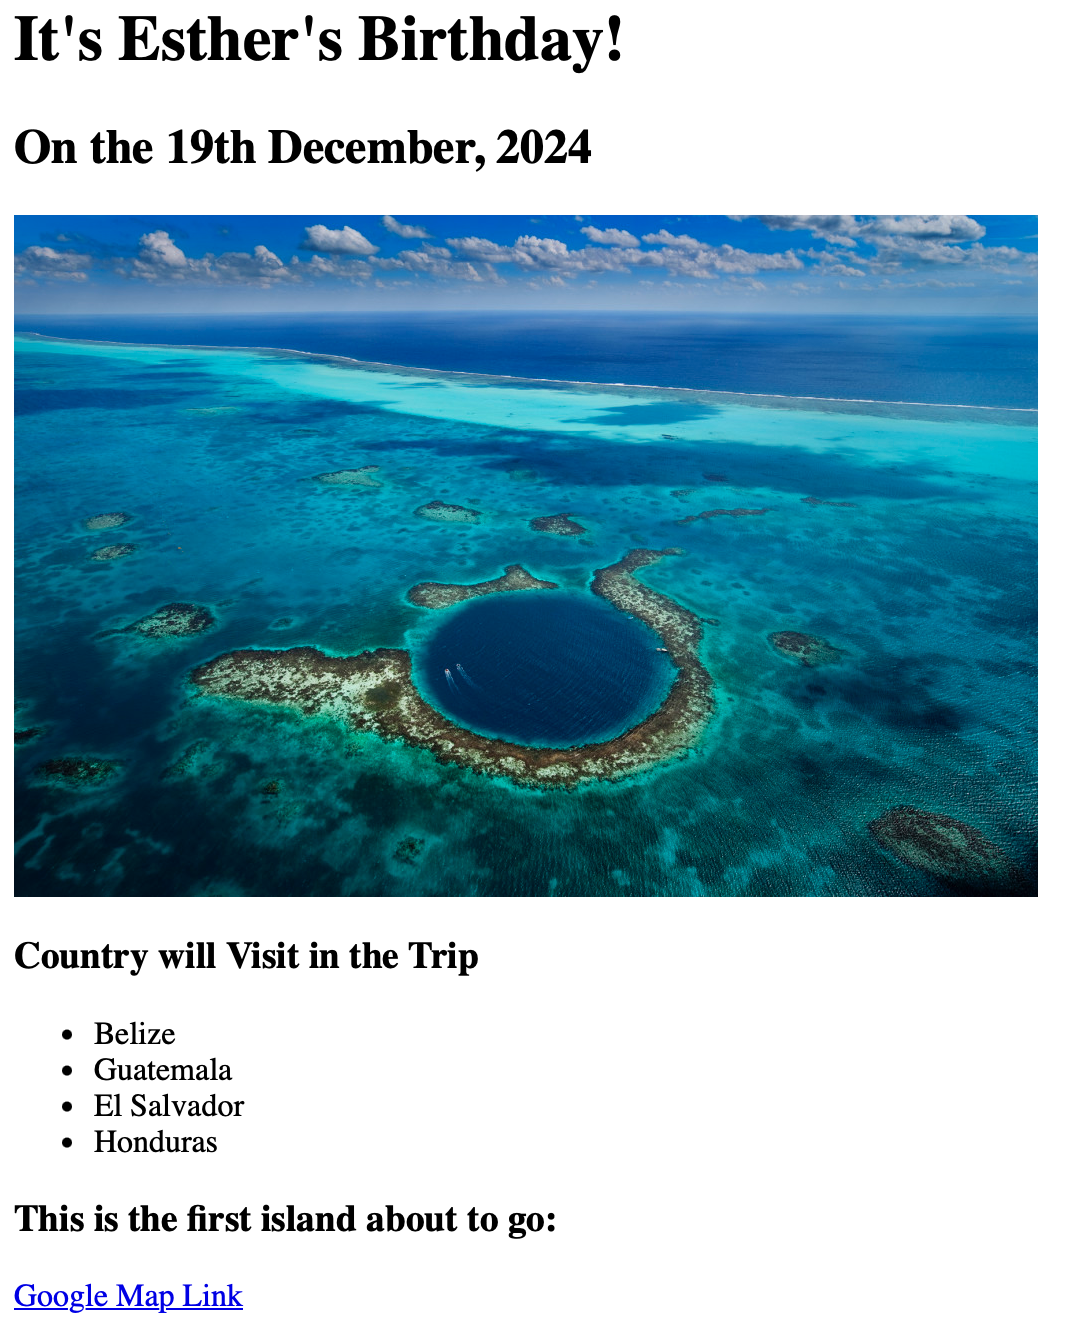 It's Esther's Birthday!
On the 19th December, 2024
Country will Visit in the Trip
Belize
Guatemala
El Salvador
Honduras
This is the first island about to go:
Google Map Link